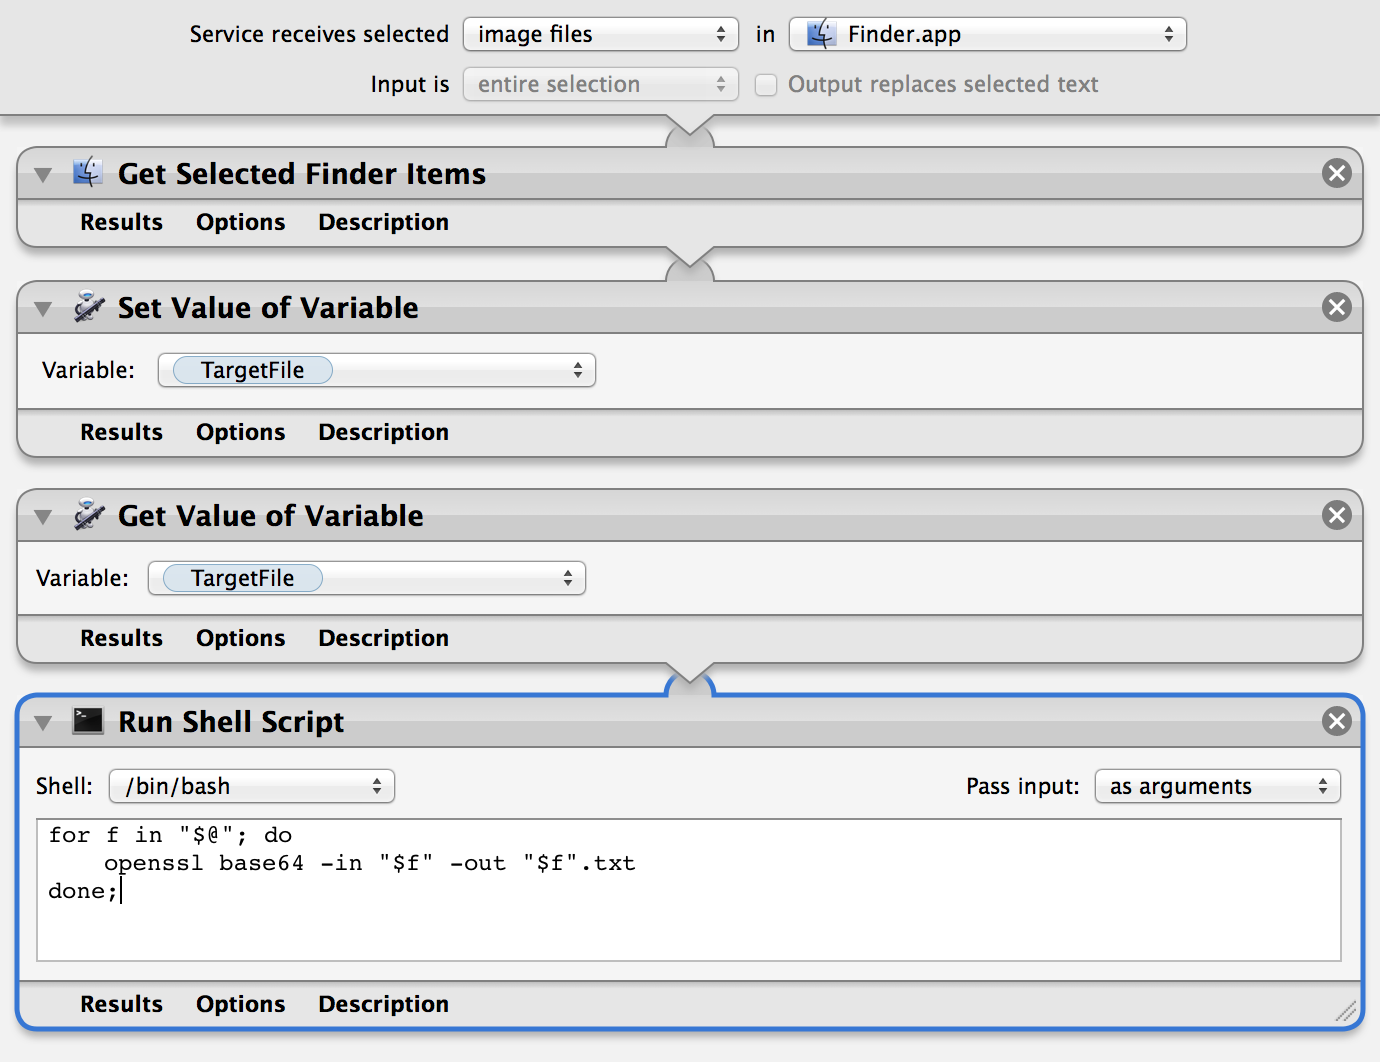 Service receives selected image files in Finder.app
Input is entire selection Output replaces selected text
Get Selected Finder Items
Results Options Description
Set Value of Variable
Variable: TargetFile
Results Options Description
Get Value of Variable
Variable: TargetFile
Results Options Description
>_ Run Shell Script
Shell: /bin/bash Pass input: as arguments
for f in "$@"; do
    openssl base64 -in "$f" -out "$f".txt
done;
Results Options Description